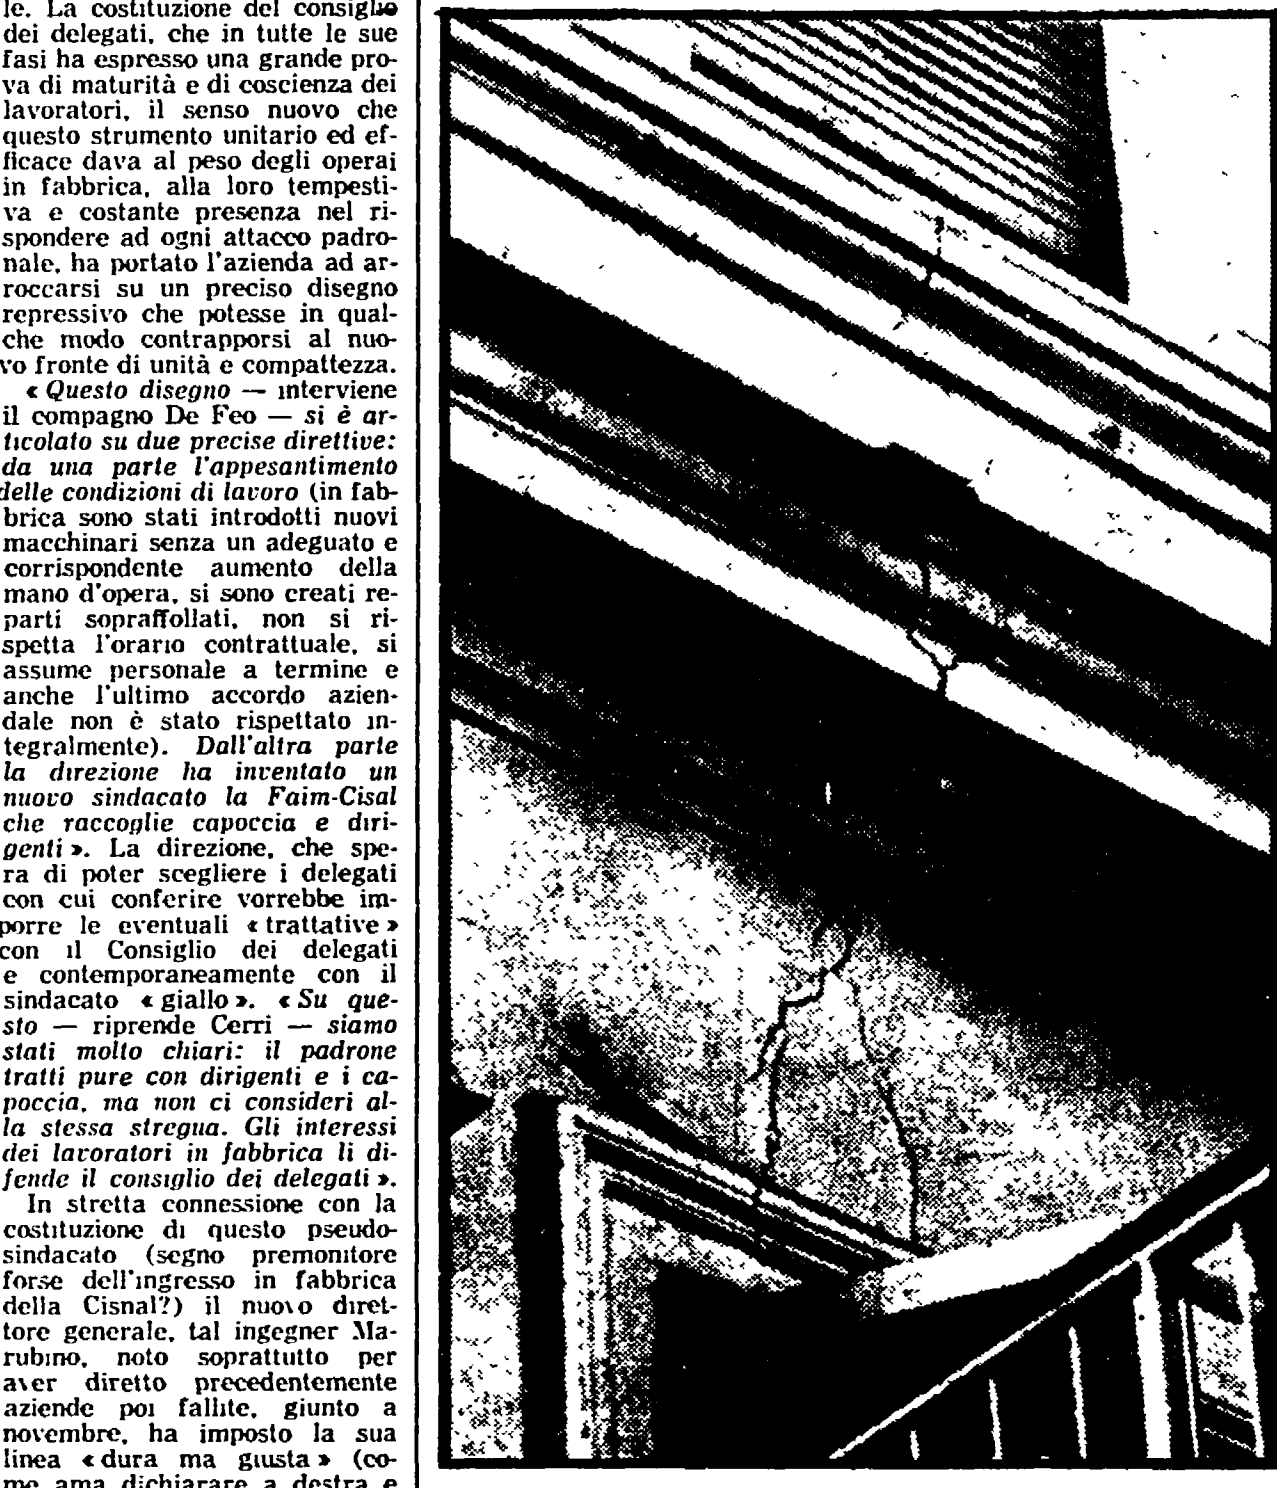 le. La costituzione del consiglio
dei delegati, che in tutte le sue
fasi ha espresso una grande pro-
va di maturità e di coscienza dei
lavoratori, il senso nuovo che
questo strumento unitario ed ef-
ficace dava al peso degli operai
in fabbrica, alla loro tempesti-
va e costante presenza nel ri-
spondere ad ogni attacco padro-
nale, ha portato l'azienda ad ar-
roccarsi su un preciso disegno
repressivo che potesse in qual-
che modo contrapporsi al nuo-
vo fronte di unità e compattezza.
« Questo disegno — interviene
il compagno De Feo — si è ar-
ticolato su due precise direttive:
da una parte l'appesantimento
delle condizioni di lavoro (in fab-
brica sono stati introdotti nuovi
macchinari senza un adeguato e
corrispondente aumento della
mano d'opera, si sono creati re-
parti sopraffollati, non si ri-
spetta l'orario contrattuale, si
assume personale a termine e
anche l'ultimo accordo azien-
dale non è stato rispettato in-
tegralmente). Dall'altra parte
la direzione ha inventato un
nuovo sindacato la Faim-Cisal
che raccoglie capoccia e diri-
genti ». La direzione, che spe-
ra di poter scegliere i delegati
con cui conferire vorrebbe im-
porre le eventuali « trattative »
con il Consiglio dei delegati
e contemporaneamente con il
sindacato « giallo ». « Su que-
sto — riprende Cerri — siamo
stati molto chiari: il padrone
tratti pure con dirigenti e i ca-
poccia, ma non ci consideri al-
la stessa stregua. Gli interessi
dei lavoratori in fabbrica li di-
fende il consiglio dei delegati ».
In stretta connessione con la
costituzione di questo pseudo-
sindacato (segno premonitore
forse dell'ingresso in fabbrica
della Cisnal?) il nuovo diret-
tore generale, tal ingegner Ma-
rubino, noto soprattutto per
aver diretto precedentemente
aziende poi fallite, giunto a
novembre, ha imposto la sua
linea « dura ma giusta » (co-
me ama dichiarare a destra e